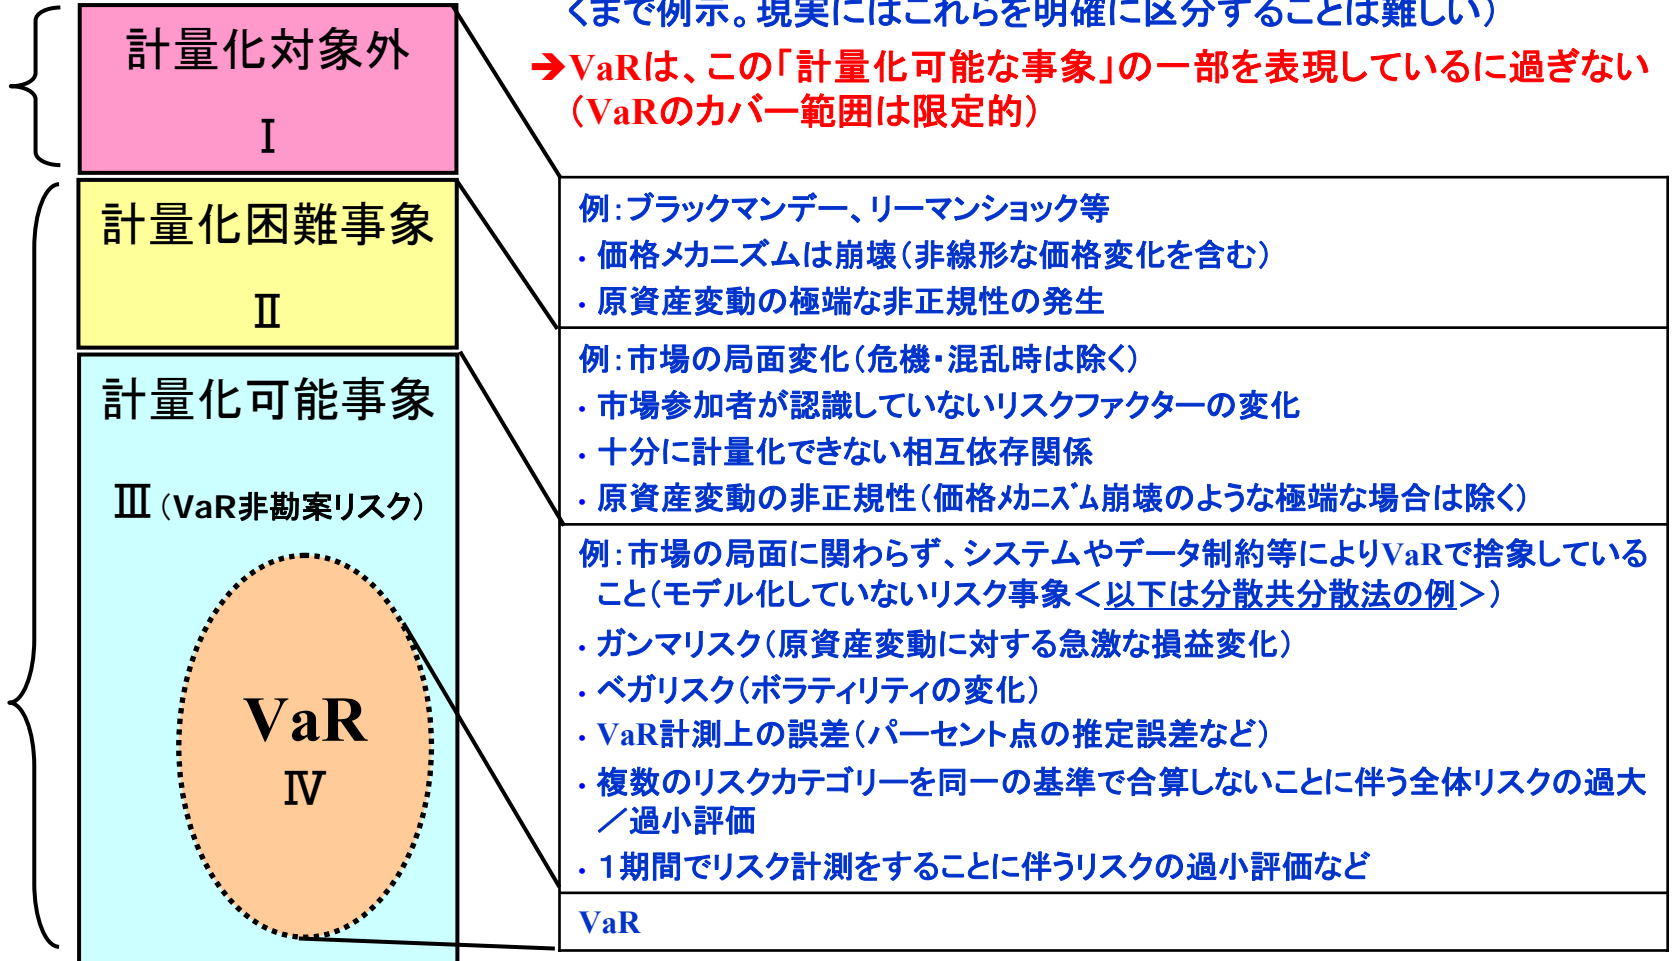 くまで例示。現実にはこれらを明確に区分することは難しい）
➔VaRは、この「計量化可能な事象」の一部を表現しているに過ぎない
（VaRのカバー範囲は限定的）
計量化対象外
Ⅰ
計量化困難事象
Ⅱ
計量化可能事象
Ⅲ（VaR非勘案リスク）
VaR
Ⅳ
例：ブラックマンデー、リーマンショック等
・価格メカニズムは崩壊（非線形な価格変化を含む）
・原資産変動の極端な非正規性の発生
例：市場の局面変化（危機・混乱時は除く）
・市場参加者が認識していないリスクファクターの変化
・十分に計量化できない相互依存関係
・原資産変動の非正規性（価格ﾒｶﾆｽﾞﾑ崩壊のような極端な場合は除く）
例：市場の局面に関わらず、システムやデータ制約等によりVaRで捨象している
こと（モデル化していないリスク事象＜以下は分散共分散法の例＞）
・ガンマリスク（原資産変動に対する急激な損益変化）
・ベガリスク（ボラティリティの変化）
・VaR計測上の誤差（パーセント点の推定誤差など）
・複数のリスクカテゴリーを同一の基準で合算しないことに伴う全体リスクの過大
／過小評価
・１期間でリスク計測をすることに伴うリスクの過小評価など
VaR